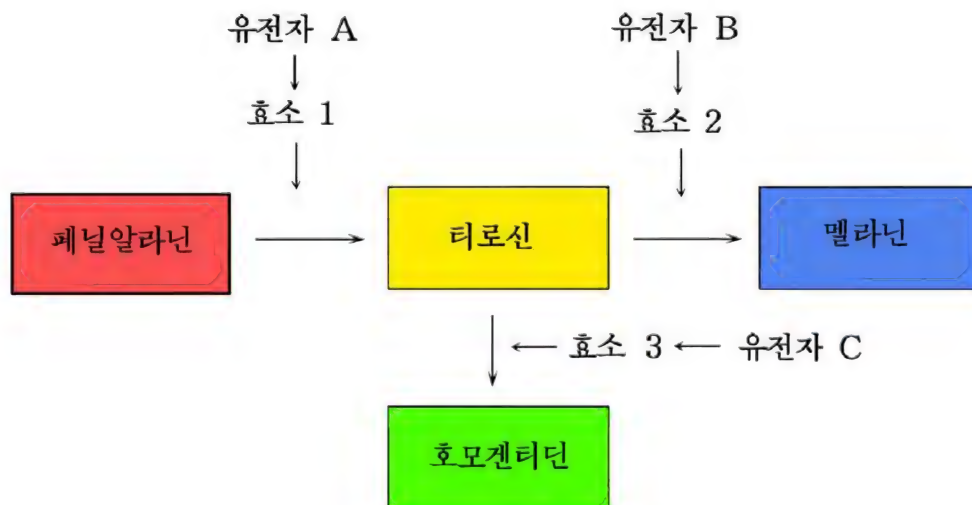 유전자 A
유전자 B
효소 1
효소 2
페닐알라닌
티로신
멜라닌
효소 3
유전자 C
호모겐티딘